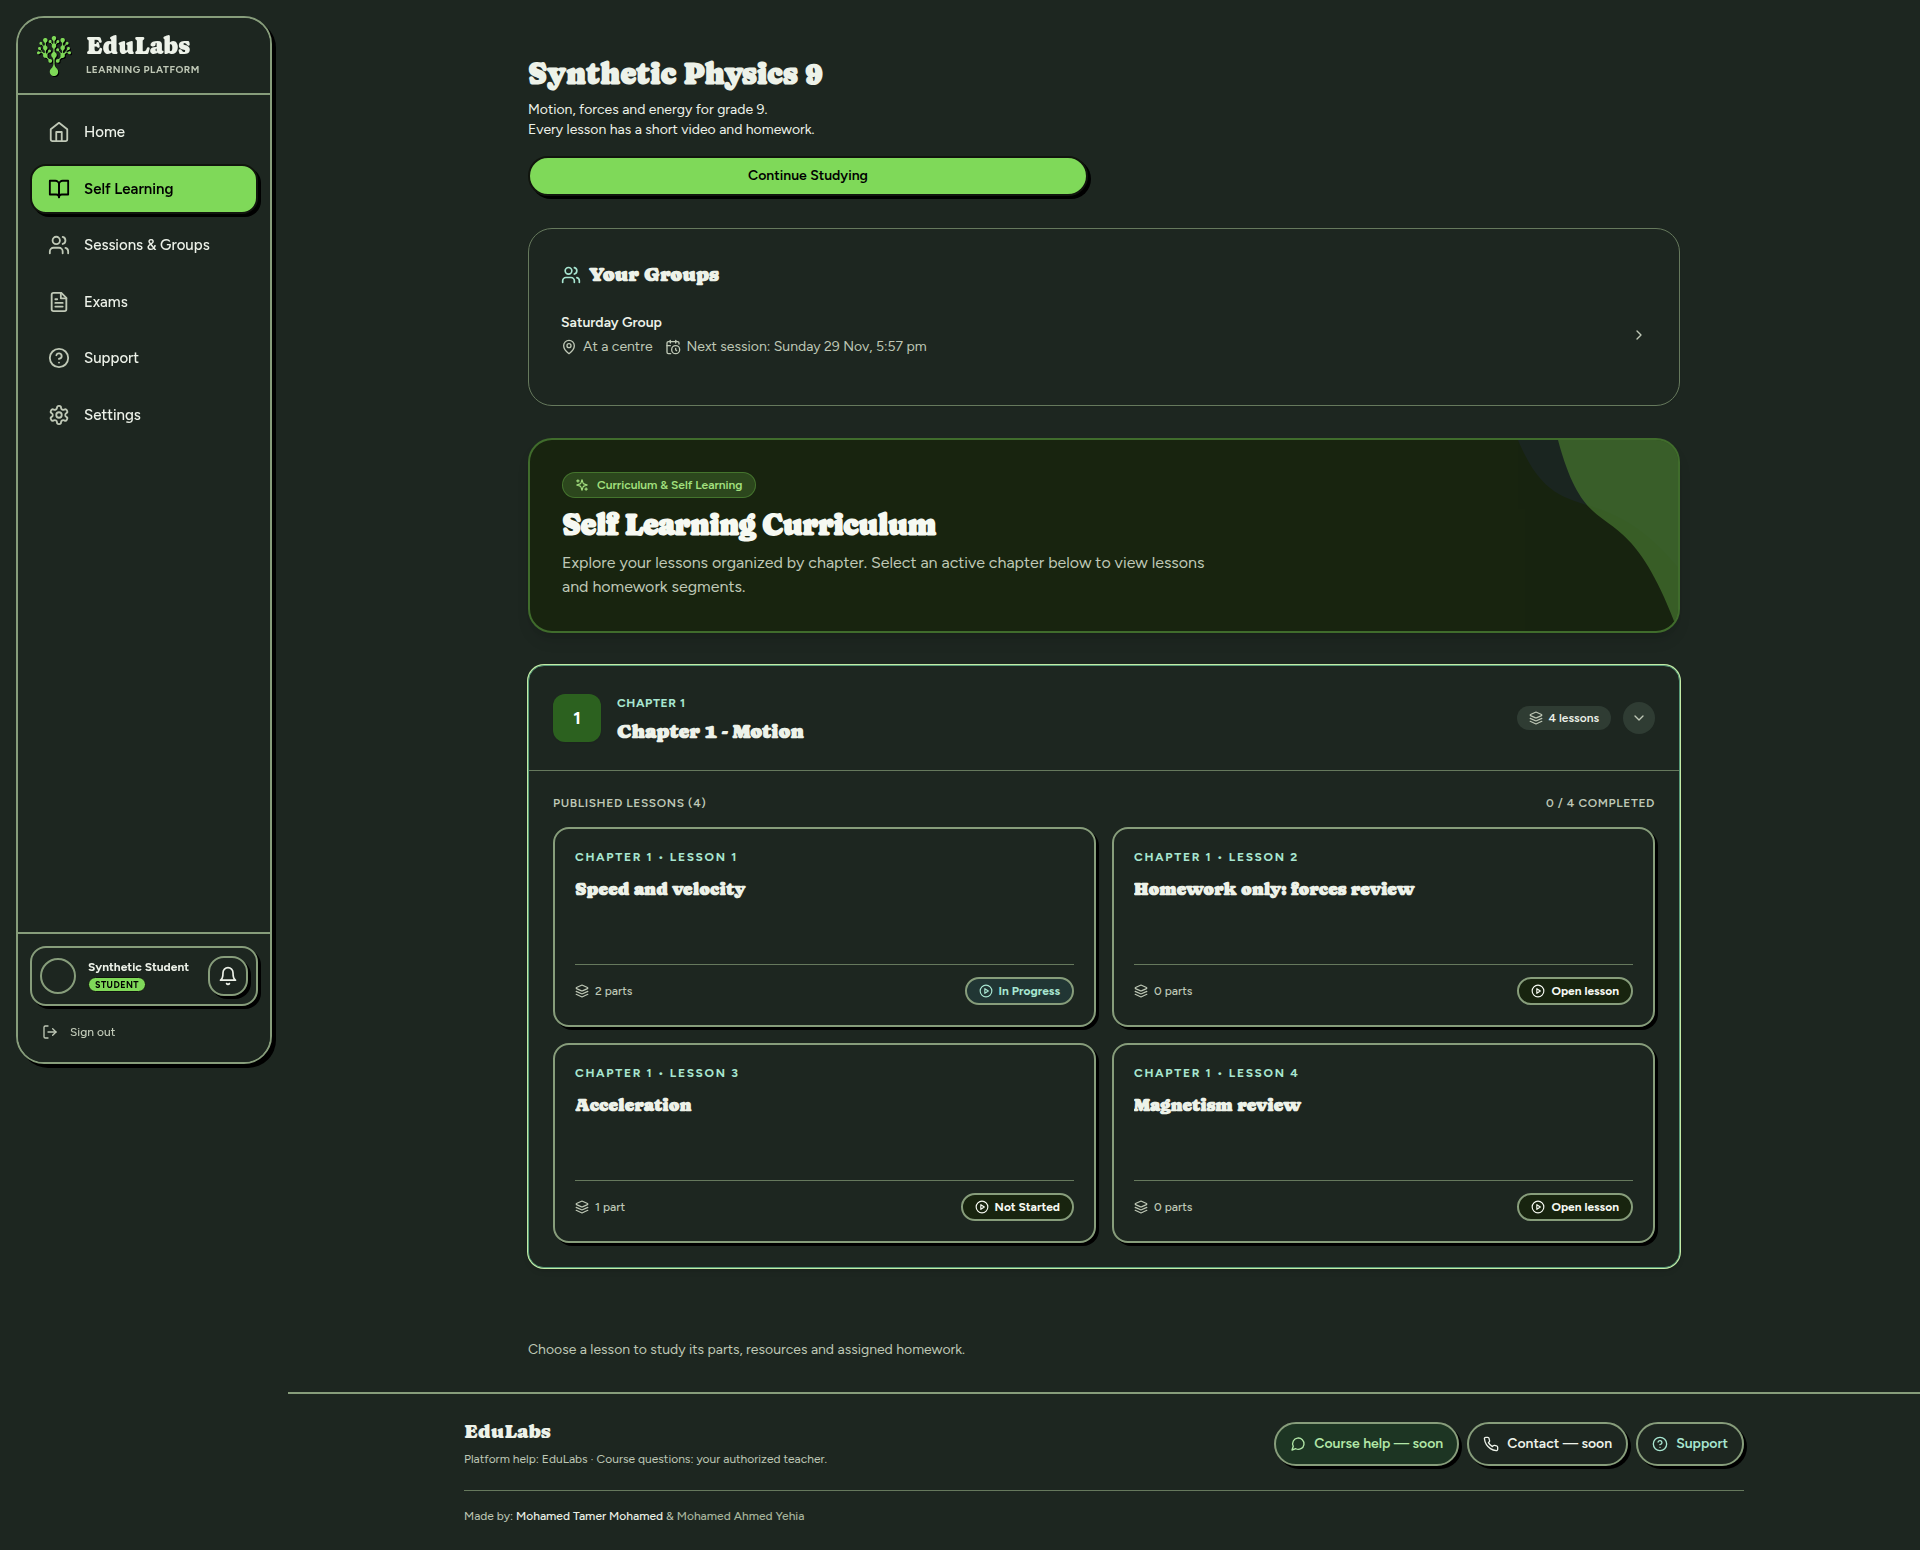 EduLabs
LEARNING PLATFORM
Home
Self Learning
Sessions & Groups
Exams
Support
Settings
Synthetic Student
STUDENT
Sign out
Synthetic Physics 9
Motion, forces and energy for grade 9.
Every lesson has a short video and homework.
Continue Studying
Your Groups
Saturday Group
At a centre Next session: Sunday 29 Nov, 5:57 pm
Curriculum & Self Learning
Self Learning Curriculum
Explore your lessons organized by chapter. Select an active chapter below to view lessons
and homework segments.
1
CHAPTER 1
Chapter 1 - Motion
4 lessons
PUBLISHED LESSONS (4)
0 / 4 COMPLETED
CHAPTER 1 • LESSON 1
Speed and velocity
2 parts
In Progress
CHAPTER 1 • LESSON 2
Homework only: forces review
0 parts
Open lesson
CHAPTER 1 • LESSON 3
Acceleration
1 part
Not Started
CHAPTER 1 • LESSON 4
Magnetism review
0 parts
Open lesson
Choose a lesson to study its parts, resources and assigned homework.
EduLabs
Platform help: EduLabs · Course questions: your authorized teacher.
Course help — soon
Contact — soon
Support
Made by: Mohamed Tamer Mohamed & Mohamed Ahmed Yehia